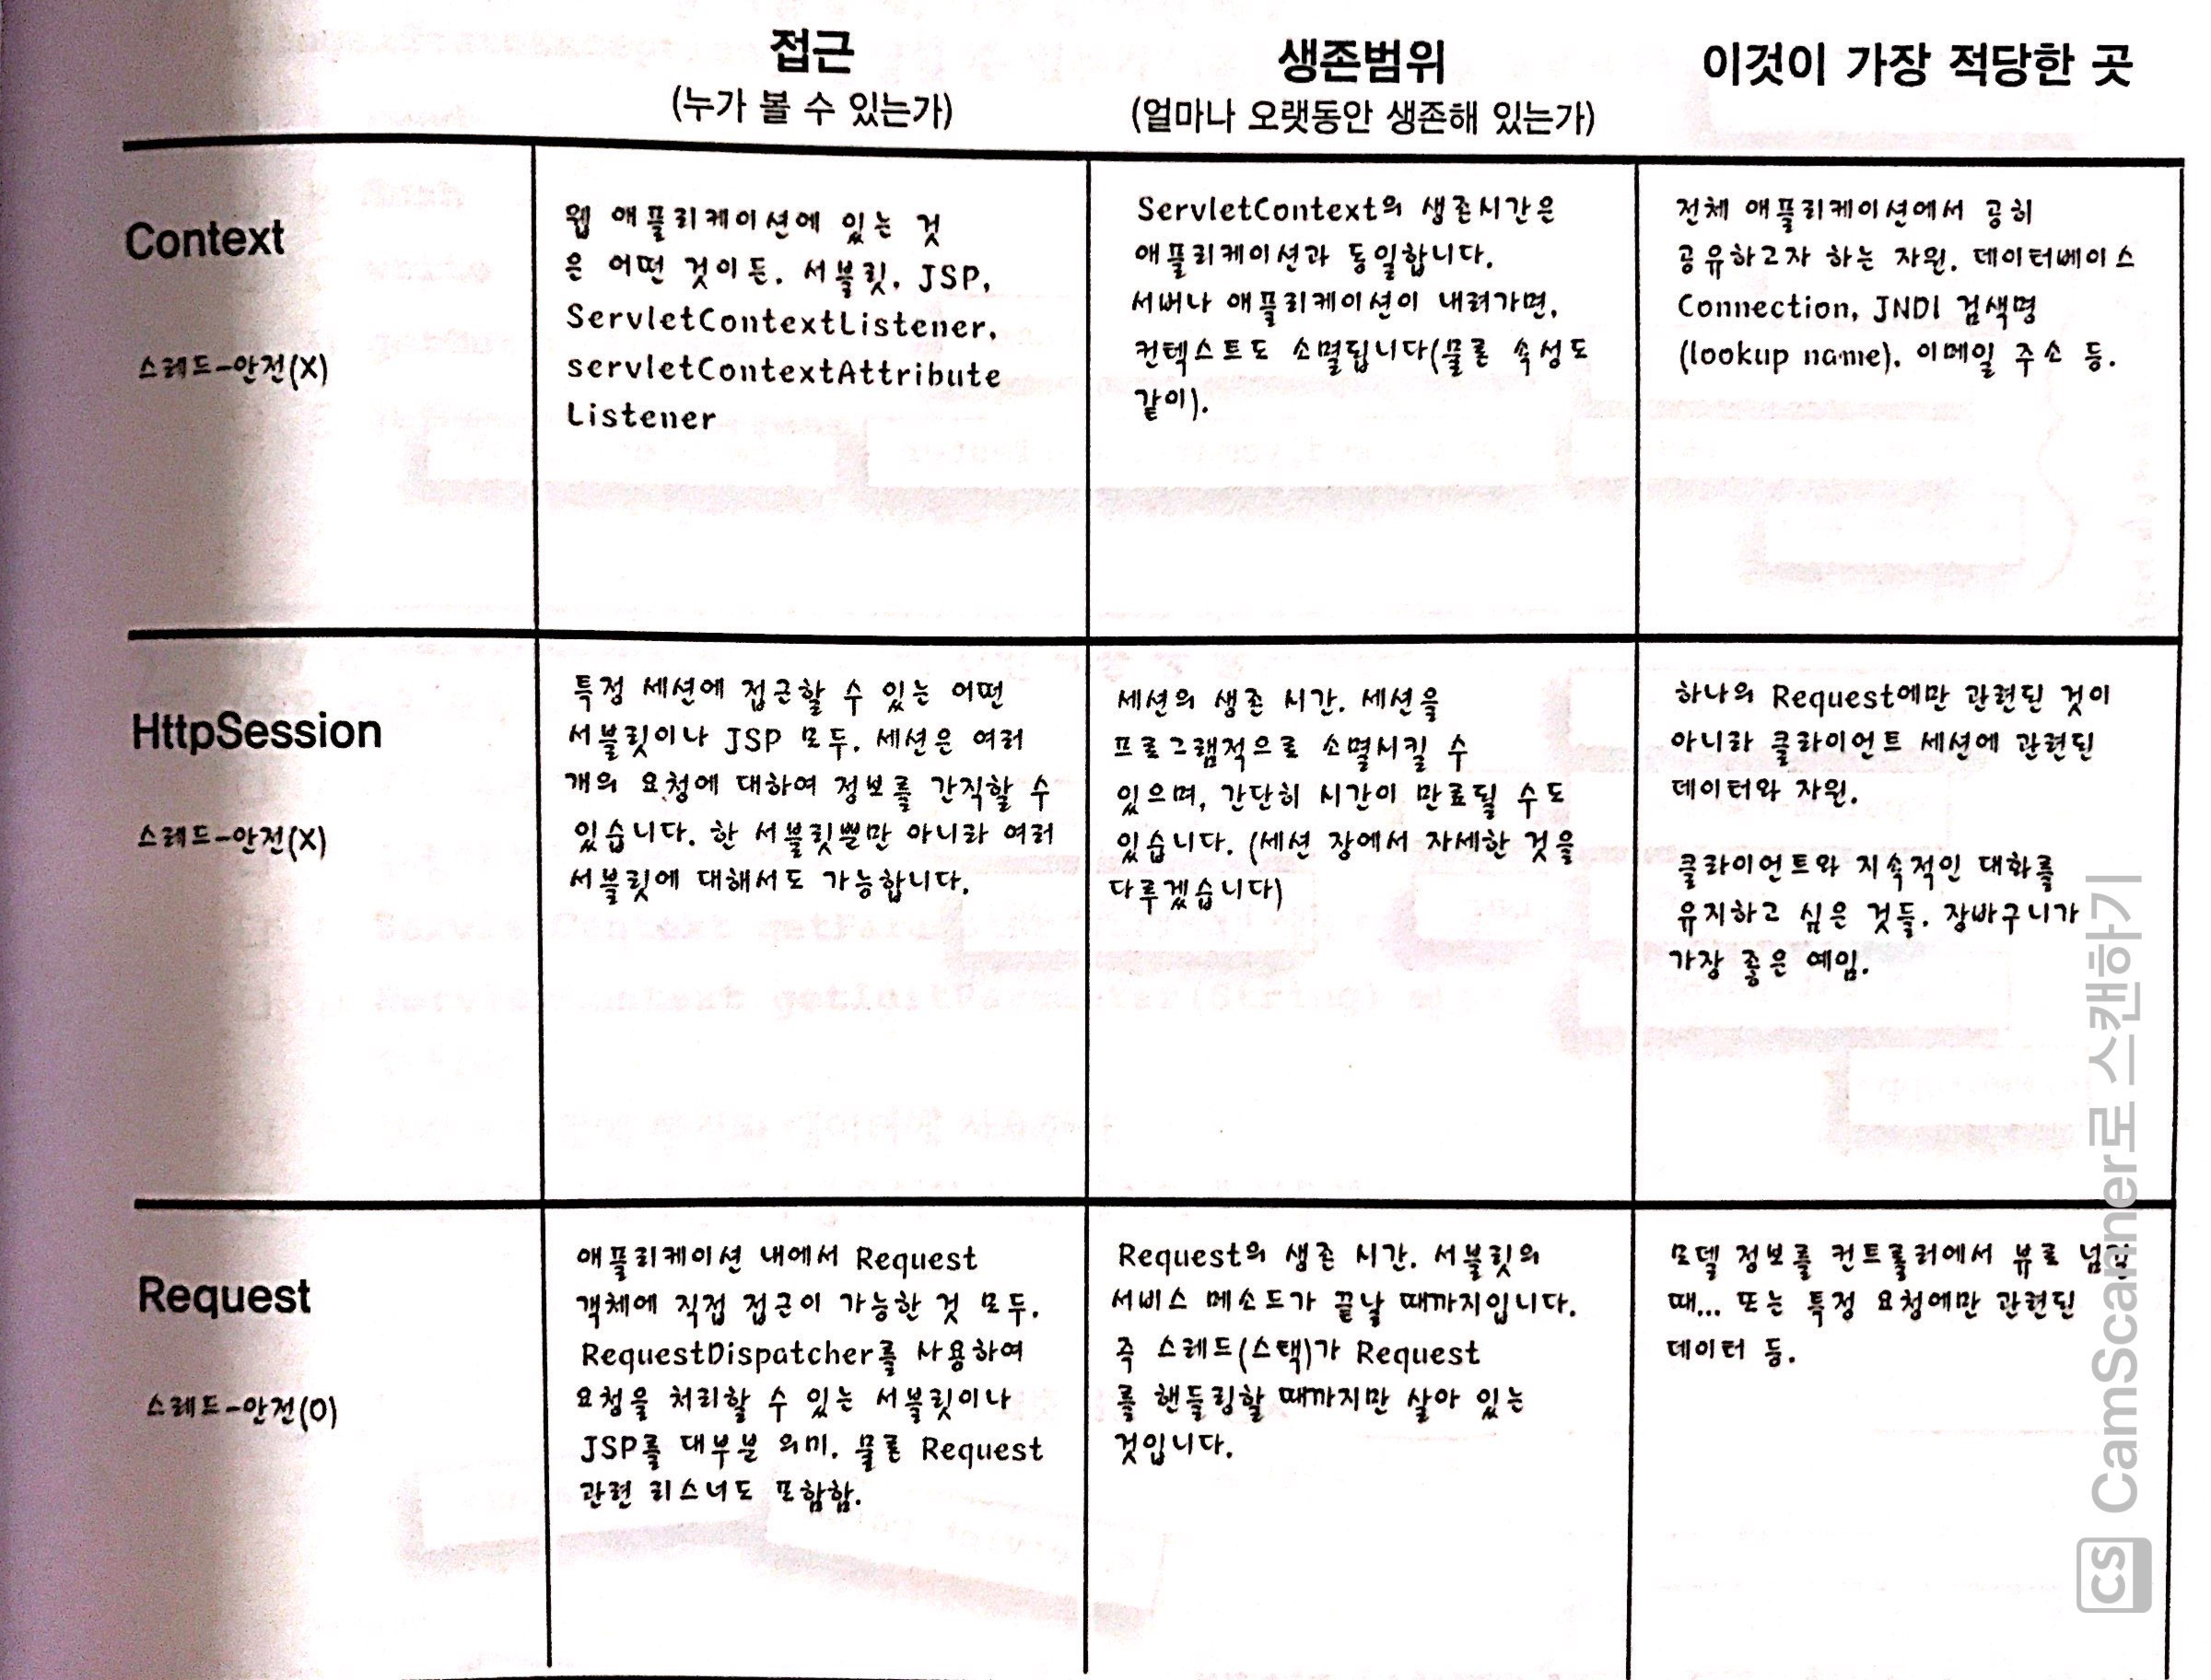 접근
(누가 볼 수 있는가)
생존범위
(얼마나 오랫동안 생존해 있는가)
이것이 가장 적당한 곳
Context
스레드-안전(X)
웹 애플리케이션에 있는 것
은 어떤 것이든. 서블릿, JSP,
ServletContextListener,
servletContextAttribute
Listener
ServletContext의 생존시간은
애플리케이션과 동일합니다.
서버나 애플리케이션이 내려가면,
컨텍스트도 소멸됩니다(물론 속성도
같이).
전체 애플리케이션에서 공히
공유하고자 하는 자원. 데이터베이스
Connection, JNDI 검색명
(lookup name), 이메일 주소 등.
HttpSession
스레드-안전(X)
특정 세션에 접근할 수 있는 어떤
서블릿이나 JSP 모두. 세션은 여러
개의 요청에 대하여 정보를 간직할 수
있습니다. 한 서블릿뿐만 아니라 여러
서블릿에 대해서도 가능합니다.
세션의 생존 시간. 세션을
프로그램적으로 소멸시킬 수
있으며, 간단히 시간이 만료될 수도
있습니다. (세션 장에서 자세한 것을
다루겠습니다)
하나의 Request에만 관련된 것이
아니라 클라이언트 세션에 관련된
데이터와 자원.
클라이언트와 지속적인 대화를
유지하고 싶은 것들. 장바구니가
가장 좋은 예임.
Request
스레드-안전(O)
애플리케이션 내에서 Request
객체에 직접 접근이 가능한 것 모두.
RequestDispatcher를 사용하여
요청을 처리할 수 있는 서블릿이나
JSP를 대부분 의미. 물론 Request
관련 리스너도 포함함.
Request의 생존 시간. 서블릿의
서비스 메소드가 끝날 때까지입니다.
즉 스레드(스택)가 Request
를 핸들링할 때까지만 살아 있는
것입니다.
모델 정보를 컨트롤러에서 뷰로 넘길
때... 또는 특정 요청에만 관련된
데이터 등.
CS CamScanner로 스캔하기